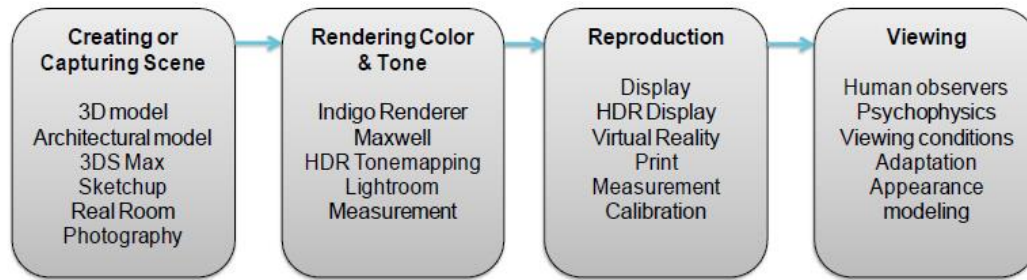 Creating or
Capturing Scene
3D model
Architectural model
3DS Max
Sketchup
Real Room
Photography
Rendering Color
& Tone
Indigo Renderer
Maxwell
HDR Tonemapping
Lightroom
Measurement
Reproduction
Display
HDR Display
Virtual Reality
Print
Measurement
Calibration
Viewing
Human observers
Psychophysics
Viewing conditions
Adaptation
Appearance
modeling